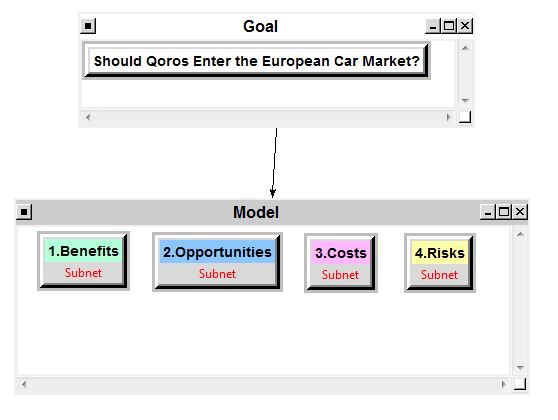 Goal
Should Qoros Enter the European Car Market?
Model
1.Benefits
Subnet
2.Opportunities
Subnet
3.Costs
Subnet
4.Risks
Subnet